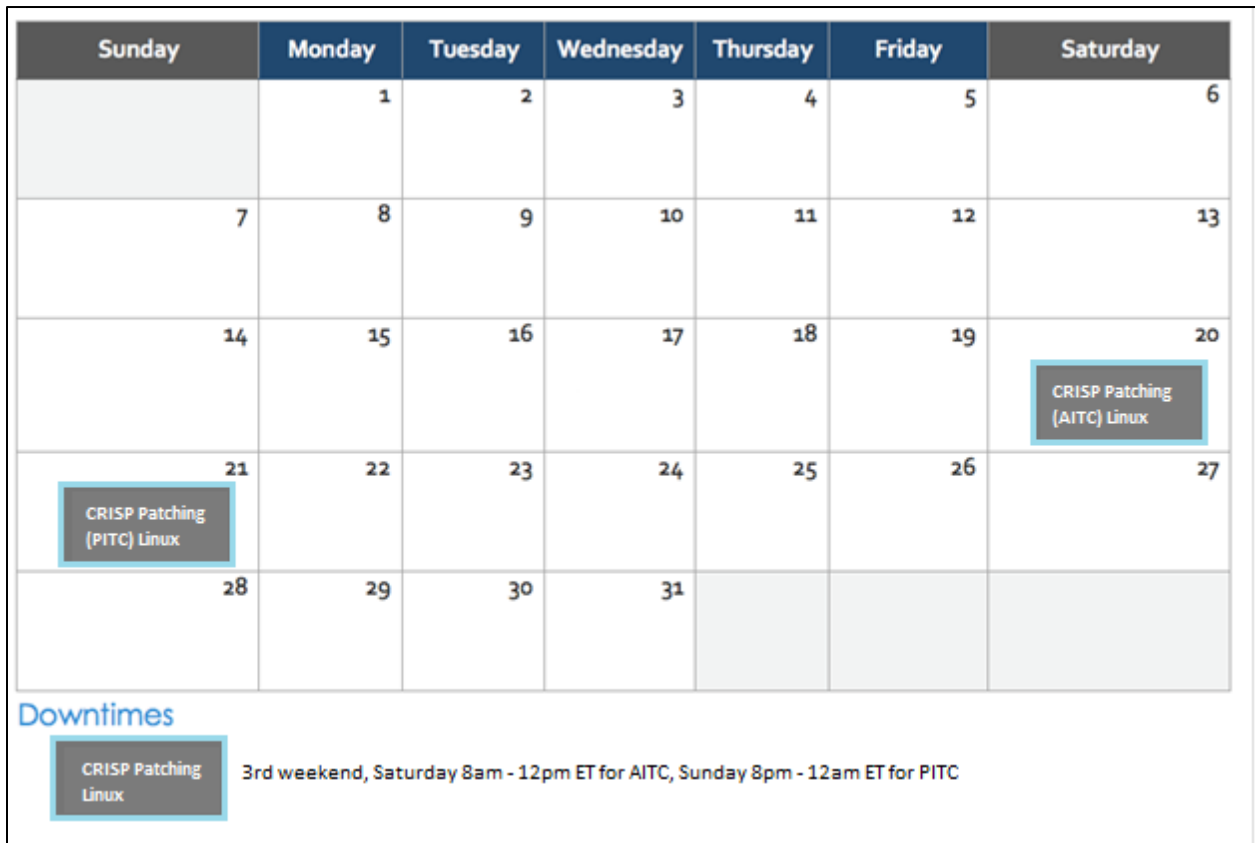 Sunday Monday Tuesday Wednesday Thursday Friday Saturday
1 2 3 4 5 6
7 8 9 10 11 12 13
14 15 16 17 18 19 20
CRISP Patching
(AITC) Linux
21 22 23 24 25 26 27
CRISP Patching
(PITC) Linux
28 29 30 31
Downtimes
CRISP Patching
Linux
3rd weekend, Saturday 8am - 12pm ET for AITC, Sunday 8pm - 12am ET for PITC